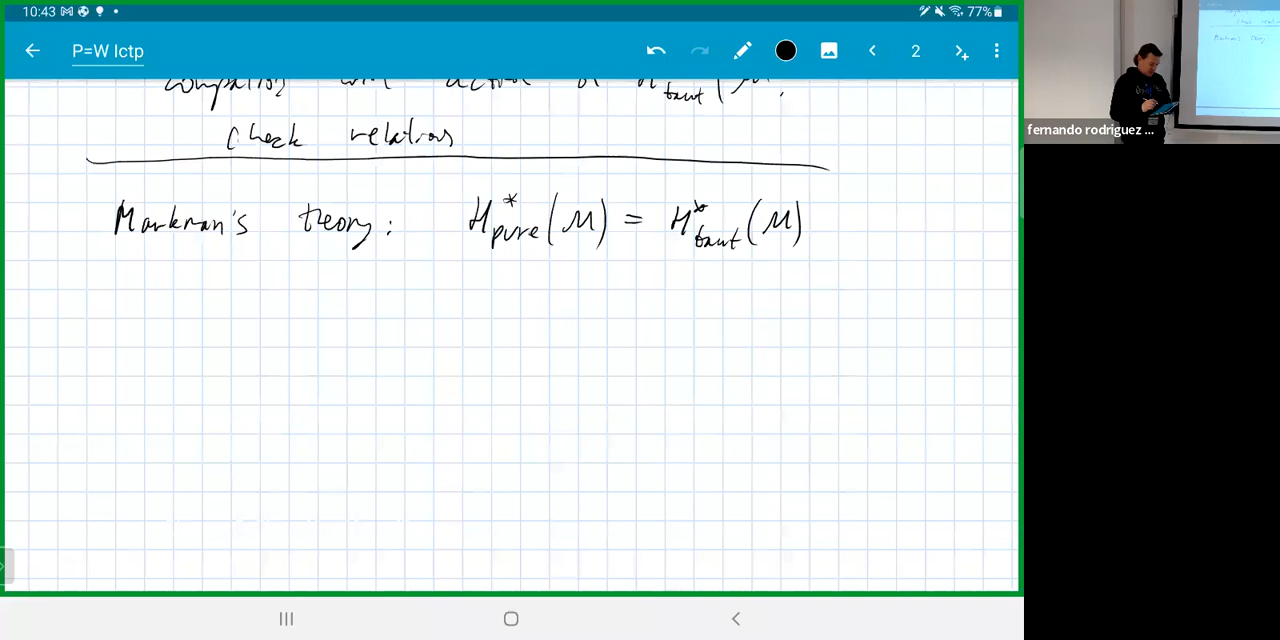 10:43
77%
P=W Ictp
2
check relations
Markman's theory: H*pure(M) = H*taut(M)
fernando rodriguez ...